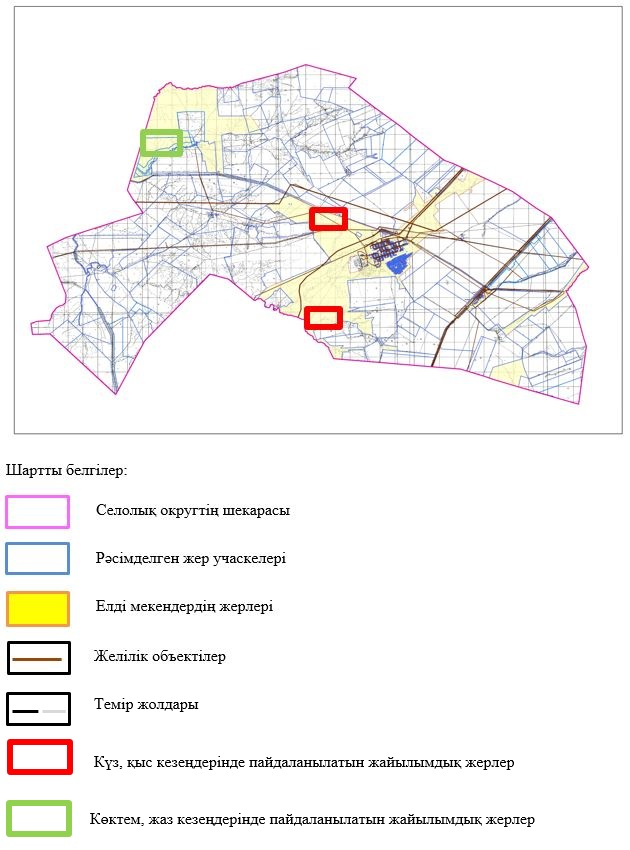 Шартты белгілер:
Селолық округтің шекарасы
Рәсімделген жер учаскелері
Елді мекендердің жерлері
Желілік объектілер
Темір жолдары
Күз, қыс кезеңдерінде пайдаланылатын жайылымдық жерлер
Көктем, жаз кезеңдерінде пайдаланылатын жайылымдық жерлер